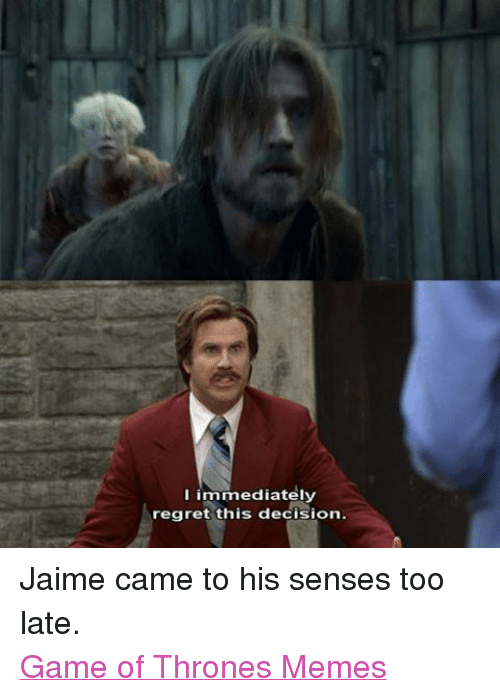 I immediately
regret this decision.
Jaime came to his senses too
late.
Game of Thrones Memes